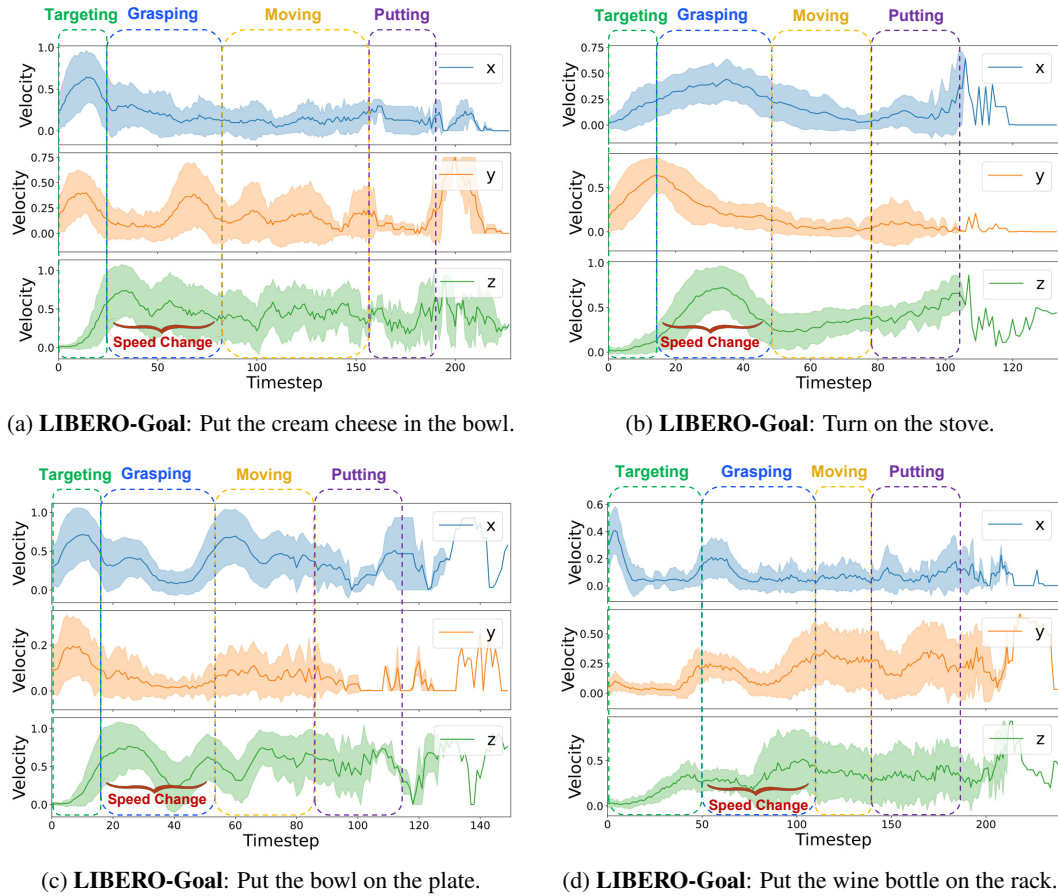 Targeting Grasping Moving Putting
1.0
x
Velocity
0.5
0.0
0.75
y
Velocity
0.50
0.25
0.00
1.0
z
Velocity
0.5
Speed Change
0.0
0 50 100 150 200
Timestep
(a) LIBERO-Goal: Put the cream cheese in the bowl.
Targeting Grasping Moving Putting
0.75
x
Velocity
0.50
0.25
0.00
y
Velocity
0.5
0.0
1.0
z
Velocity
0.5
Speed Change
0.0
0 20 40 60 80 100 120
Timestep
(b) LIBERO-Goal: Turn on the stove.
Targeting Grasping Moving Putting
1.0
x
Velocity
0.5
0.0
y
Velocity
0.2
0.0
1.0
z
Velocity
0.5
Speed Change
0.0
0 20 40 60 80 100 120 140
Timestep
(c) LIBERO-Goal: Put the bowl on the plate.
Targeting Grasping Moving Putting
0.6
x
Velocity
0.4
0.2
0.0
y
Velocity
0.50
0.25
0.00
z
Velocity
0.5
Speed Change
0.0
0 50 100 150 200
Timestep
(d) LIBERO-Goal: Put the wine bottle on the rack.